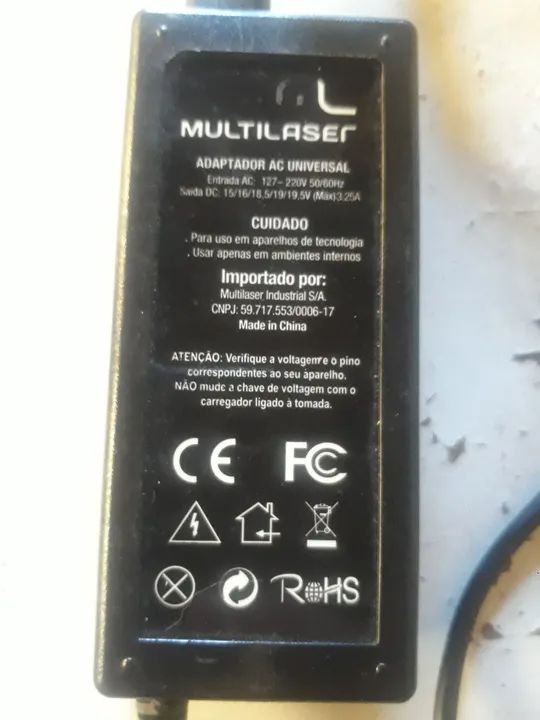 L
MULTILASER
ADAPTADOR AC UNIVERSAL
Entrada AC: 127~ 220V 50/60Hz
Saida DC: 15/16/18,5/19/19,5V (Máx)3.25A
CUIDADO
. Para uso em aparelhos de tecnologia
. Usar apenas em ambientes internos
Importado por:
Multilaser Industrial S/A.
CNPJ: 59.717.553/0006-17
Made in China
ATENÇÃO: Verifique a voltagem e o pino
correspondentes ao seu aparelho.
NÃO mude a chave de voltagem com o
carregador ligado à tomada.
CE FC
RoHS